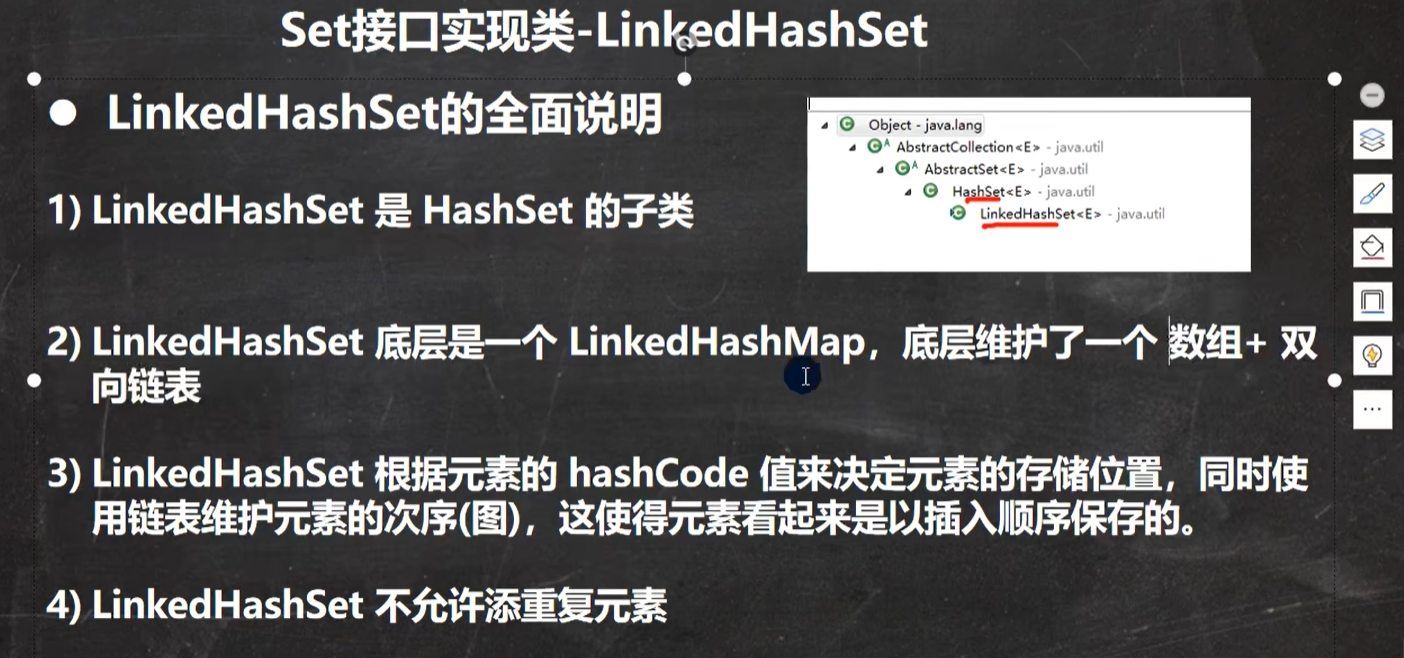 Set接口实现类-LinkedHashSet
● LinkedHashSet的全面说明
Object - java.lang
AbstractCollection<E> - java.util
AbstractSet<E> - java.util
HashSet<E> - java.util
LinkedHashSet<E> - java.util
1) LinkedHashSet 是 HashSet 的子类
2) LinkedHashSet 底层是一个 LinkedHashMap，底层维护了一个 数组+ 双
向链表
3) LinkedHashSet 根据元素的 hashCode 值来决定元素的存储位置，同时使
用链表维护元素的次序(图)，这使得元素看起来是以插入顺序保存的。
4) LinkedHashSet 不允许添重复元素